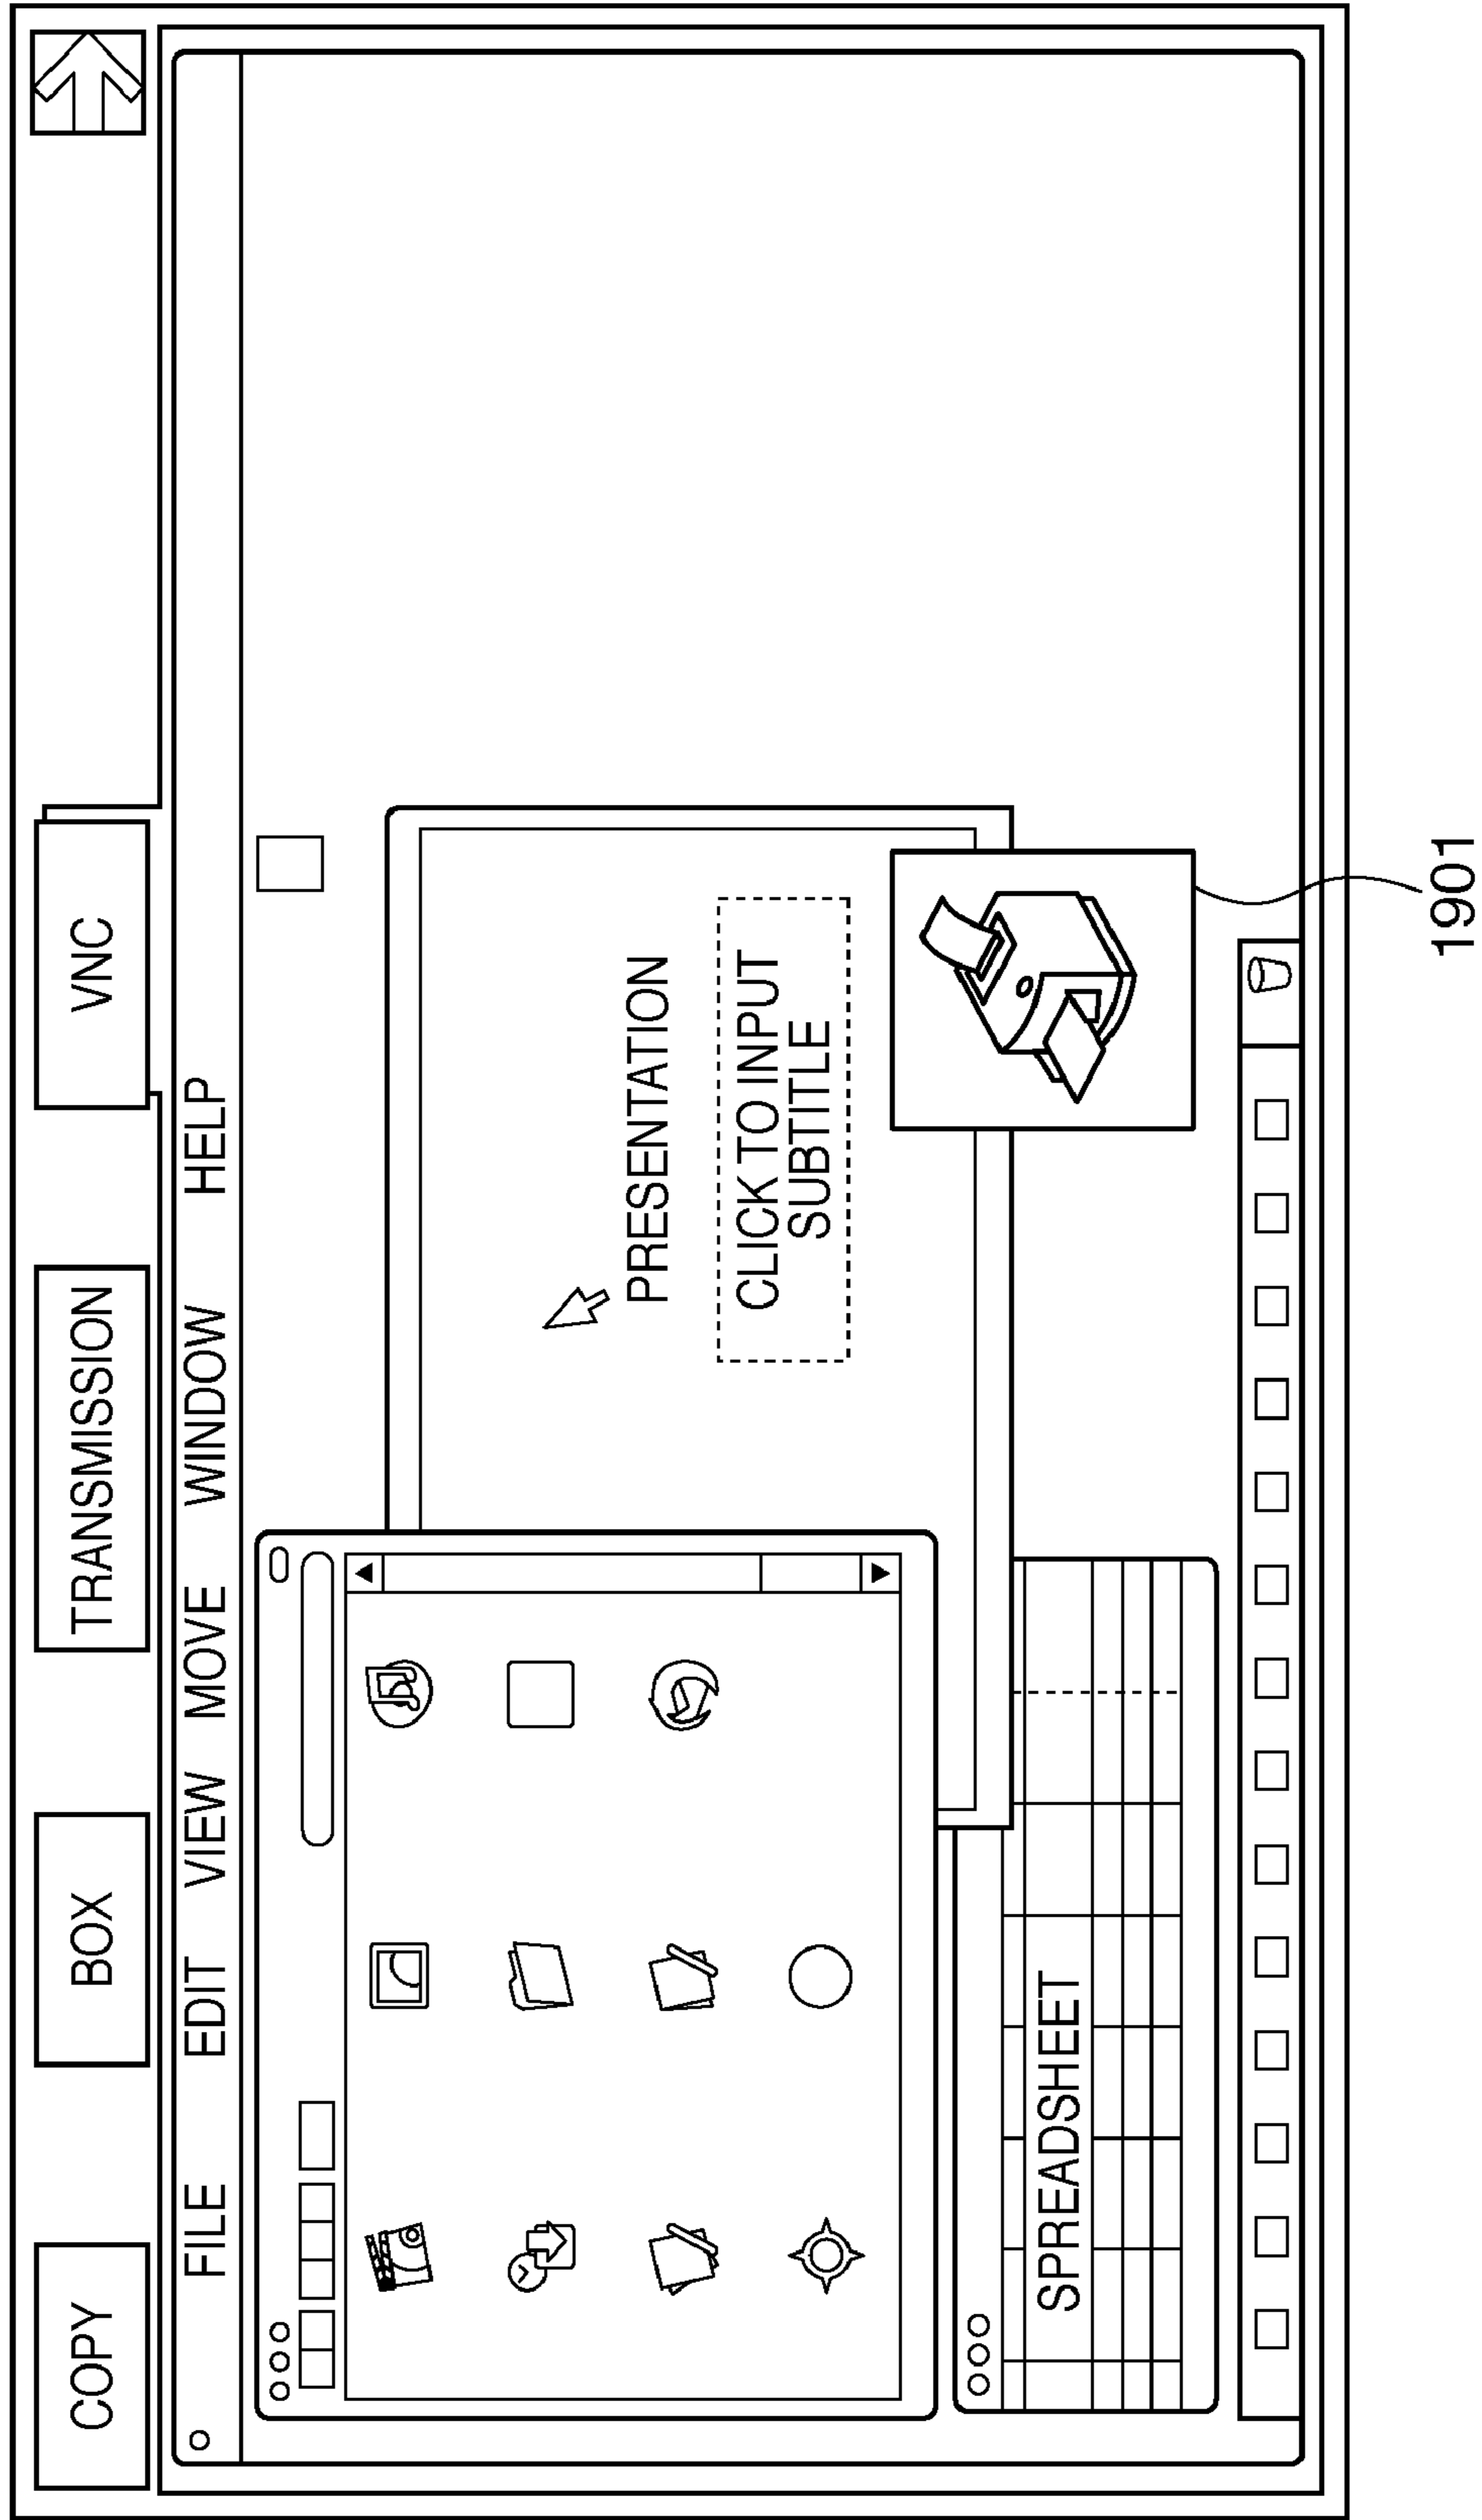 COPY
BOX
TRANSMISSION
VNC
FILE EDIT VIEW MOVE WINDOW HELP
PRESENTATION
CLICK TO INPUT
SUBTITLE
SPREADSHEET
1901